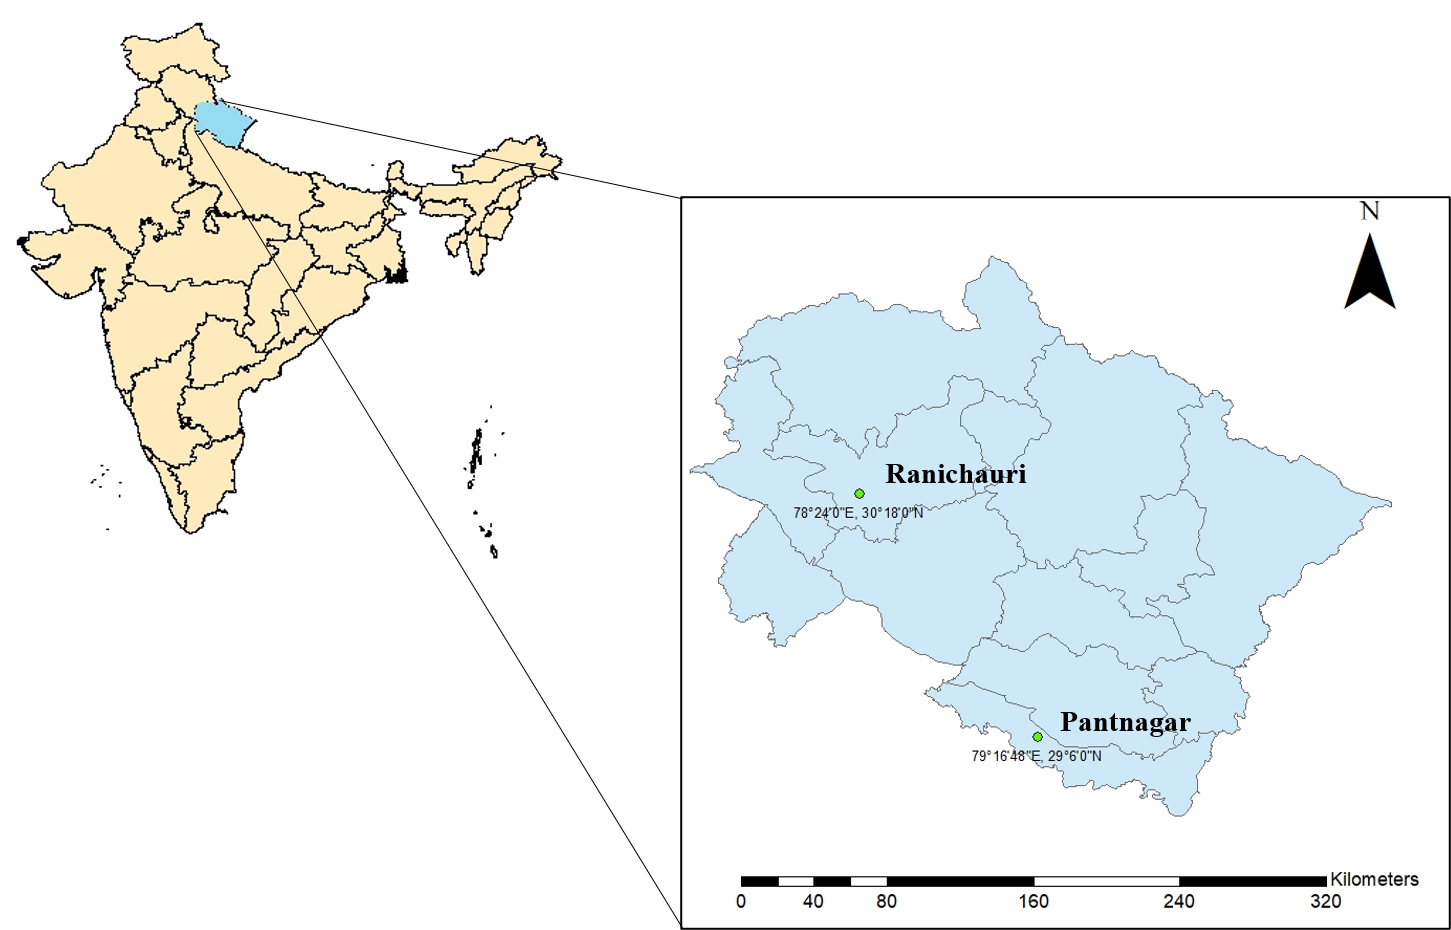 N
Ranichauri
78°24'0"E, 30°18'0"N
Pantnagar
79°16'48"E, 29°6'0"N
Kilometers
0 40 80 160 240 320